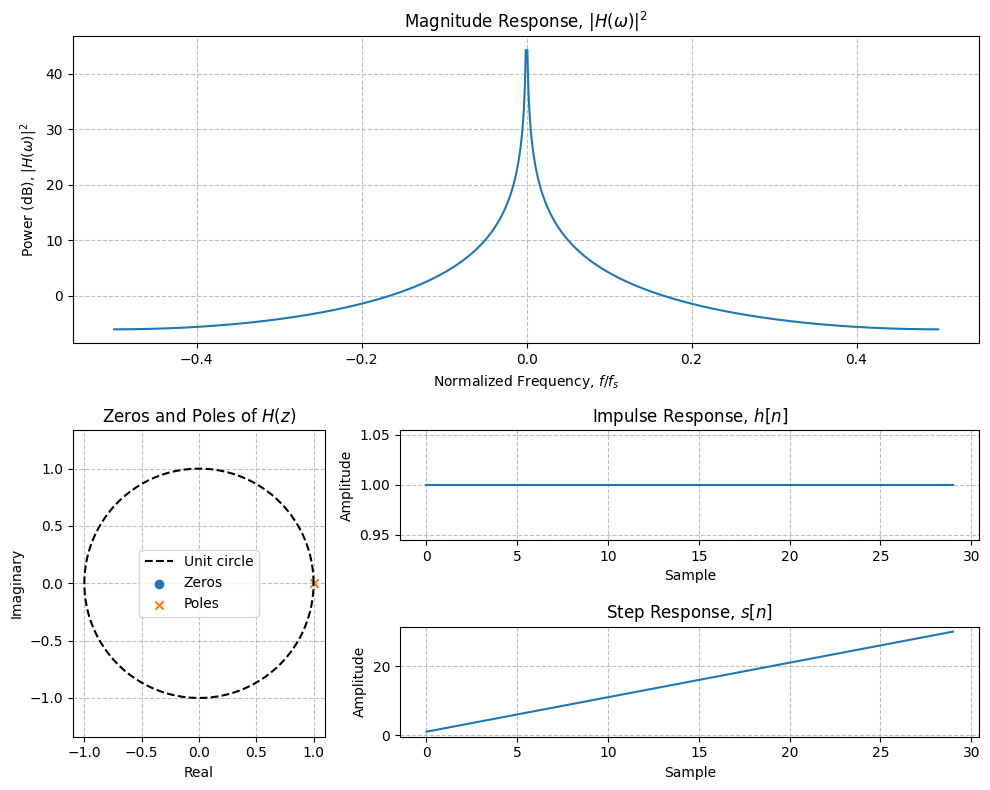 Magnitude Response, |H(ω)|²
Power (dB), |H(ω)|²
40
30
20
10
0
−0.4
−0.2
0.0
0.2
0.4
Normalized Frequency, f/fₛ
Zeros and Poles of H(z)
Imaginary
1.0
0.5
0.0
−0.5
−1.0
Unit circle
Zeros
Poles
−1.0
−0.5
0.0
0.5
1.0
Real
Impulse Response, h[n]
Amplitude
1.05
1.00
0.95
0
5
10
15
20
25
30
Sample
Step Response, s[n]
Amplitude
20
0
0
5
10
15
20
25
30
Sample